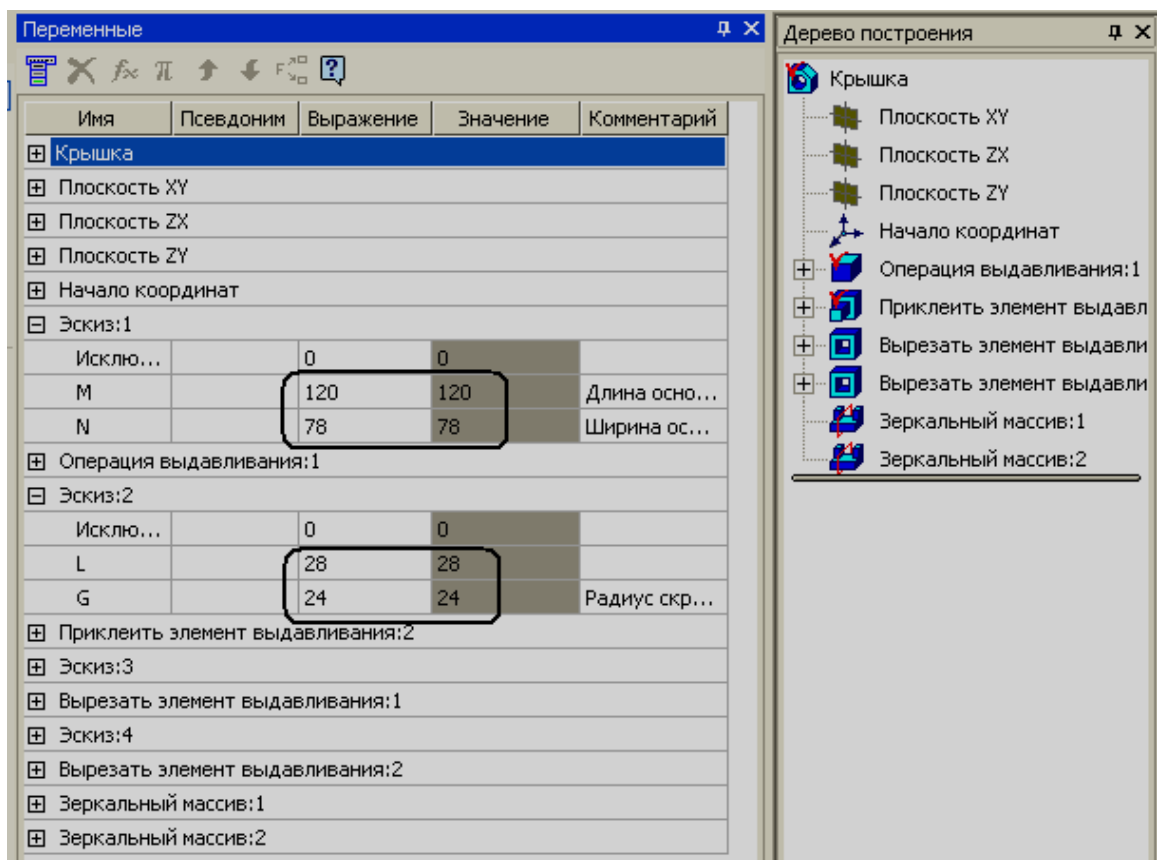 Переменные
Имя Псевдоним Выражение Значение Комментарий
Крышка
Плоскость XY
Плоскость ZX
Плоскость ZY
Начало координат
Эскиз:1
Исклю... 0 0
M 120 120 Длина осно...
N 78 78 Ширина ос...
Операция выдавливания:1
Эскиз:2
Исклю... 0 0
L 28 28
G 24 24 Радиус скр...
Приклеить элемент выдавливания:2
Эскиз:3
Вырезать элемент выдавливания:1
Эскиз:4
Вырезать элемент выдавливания:2
Зеркальный массив:1
Зеркальный массив:2
Дерево построения
Крышка
Плоскость XY
Плоскость ZX
Плоскость ZY
Начало координат
Операция выдавливания:1
Приклеить элемент выдавл
Вырезать элемент выдавли
Вырезать элемент выдавли
Зеркальный массив:1
Зеркальный массив:2